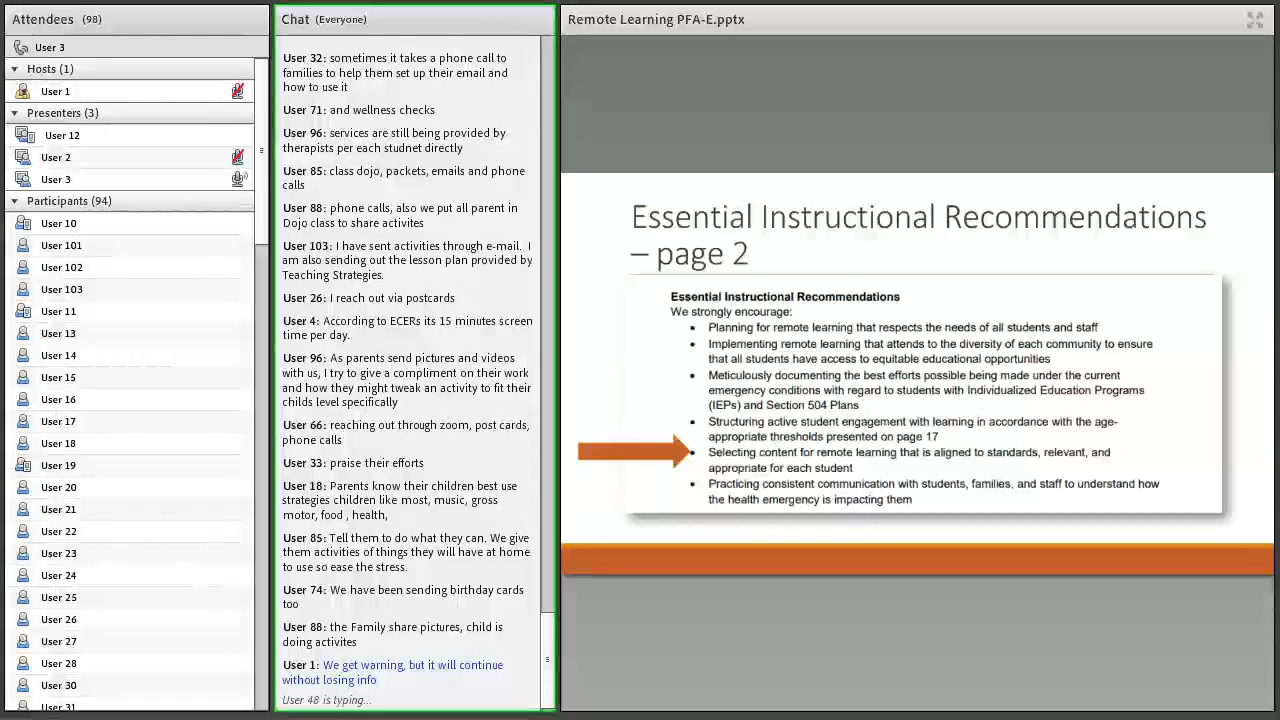 Attendees (98)
User 3
Hosts (1)
User 1
Presenters (3)
User 12
User 2
User 3
Participants (94)
User 10
User 101
User 102
User 103
User 11
User 13
User 14
User 15
User 16
User 17
User 18
User 19
User 20
User 21
User 22
User 23
User 24
User 25
User 26
User 27
User 28
User 30
User 31
Chat (Everyone)
User 32: sometimes it takes a phone call to
families to help them set up their email and
how to use it
User 71: and wellness checks
User 96: services are still being provided by
therapists per each studnet directly
User 85: class dojo, packets, emails and phone
calls
User 88: phone calls, also we put all parent in
Dojo class to share activites
User 103: I have sent activities through e-mail. I
am also sending out the lesson plan provided by
Teaching Strategies.
User 26: I reach out via postcards
User 4: According to ECERs its 15 minutes screen
time per day.
User 96: As parents send pictures and videos
with us, I try to give a compliment on their work
and how they might tweak an activity to fit their
childs level specifically
User 66: reaching out through zoom, post cards,
phone calls
User 33: praise their efforts
User 18: Parents know their children best use
strategies children like most, music, gross
motor, food , health,
User 85: Tell them to do what they can. We give
them activities of things they will have at home
to use so ease the stress.
User 74: We have been sending birthday cards
too
User 88: the Family share pictures, child is
doing activites
User 1: We get warning, but it will continue
without losing info
User 48 is typing...
Remote Learning PFA-E.pptx
Essential Instructional Recommendations
– page 2
Essential Instructional Recommendations
We strongly encourage:
• Planning for remote learning that respects the needs of all students and staff
• Implementing remote learning that attends to the diversity of each community to ensure
that all students have access to equitable educational opportunities
• Meticulously documenting the best efforts possible being made under the current
emergency conditions with regard to students with Individualized Education Programs
(IEPs) and Section 504 Plans
• Structuring active student engagement with learning in accordance with the age-
appropriate thresholds presented on page 17
• Selecting content for remote learning that is aligned to standards, relevant, and
appropriate for each student
• Practicing consistent communication with students, families, and staff to understand how
the health emergency is impacting them